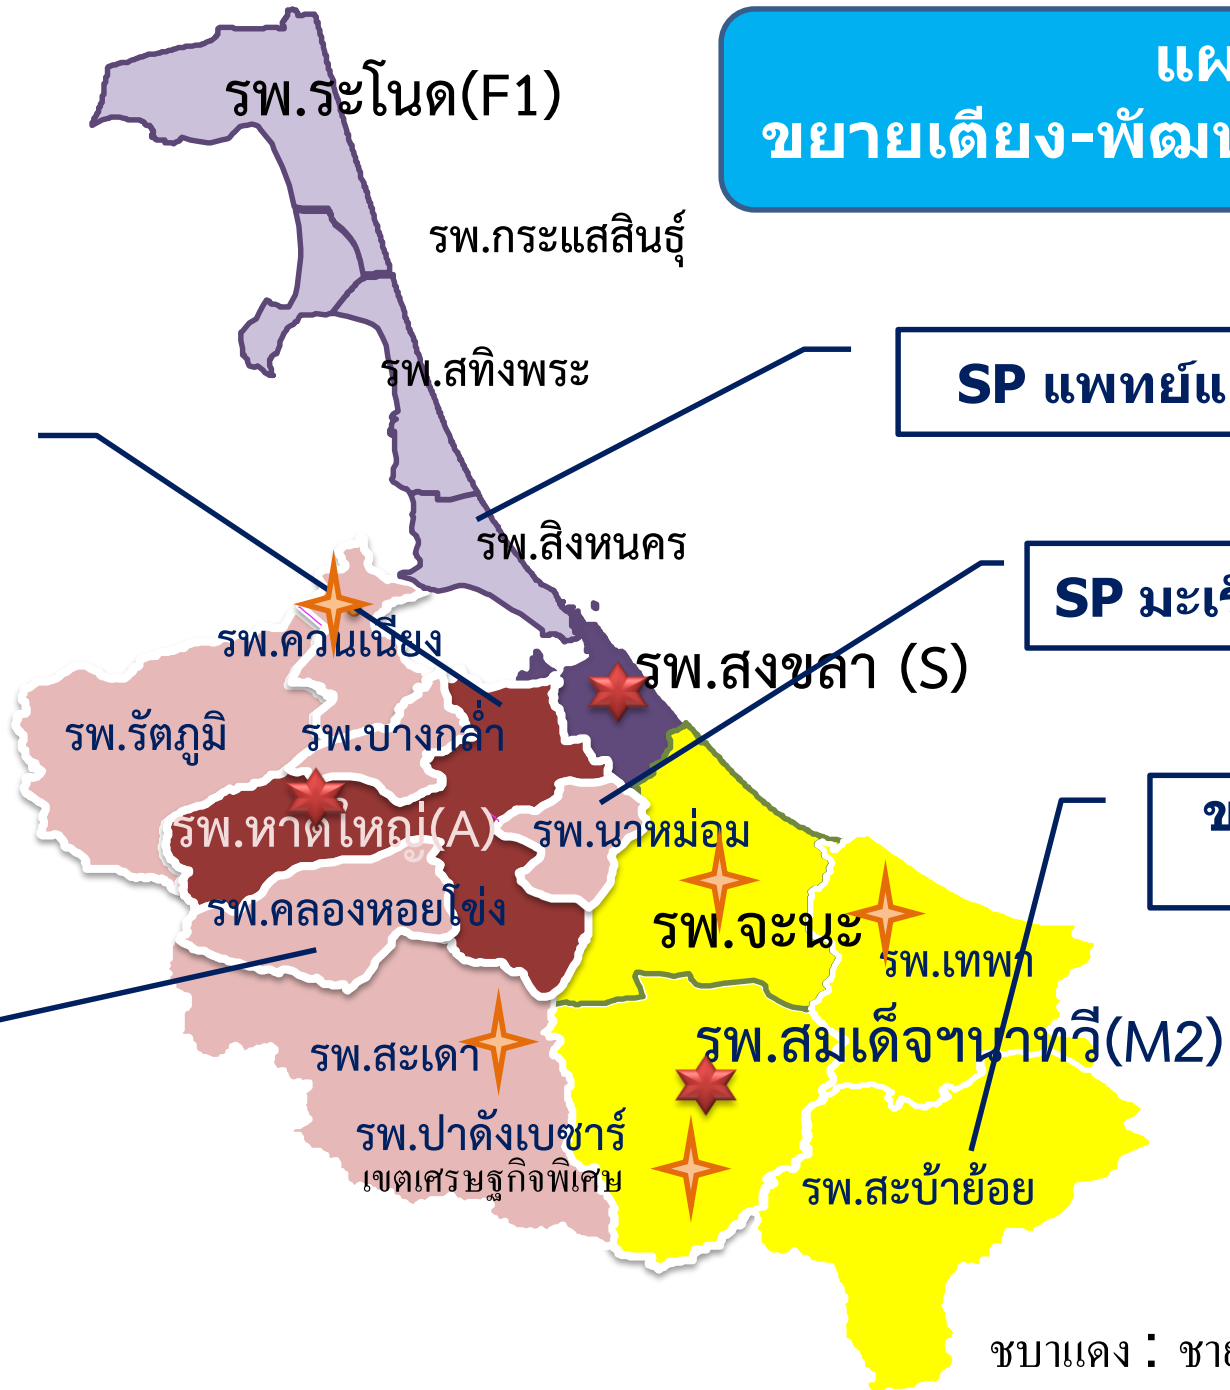 แผ
ขยายเตียง-พัฒน
รพ.ระโนด(F1)
รพ.กระแสสินธุ์
รพ.สทิงพระ
SP แพทย์แ
รพ.สิงหนคร
SP มะเร็
รพ.ควนเนียง
รพ.สงขลา (S)
รพ.รัตภูมิ
รพ.บางกล่ำ
รพ.หาดใหญ่(A)
รพ.นาหม่อม
ข
รพ.คลองหอยโข่ง
รพ.จะนะ
รพ.เทพา
รพ.สะเดา
รพ.สมเด็จฯนาทวี(M2)
รพ.ปาดังเบซาร์
เขตเศรษฐกิจพิเศษ
รพ.สะบ้าย้อย
ชบาแดง : ชาย